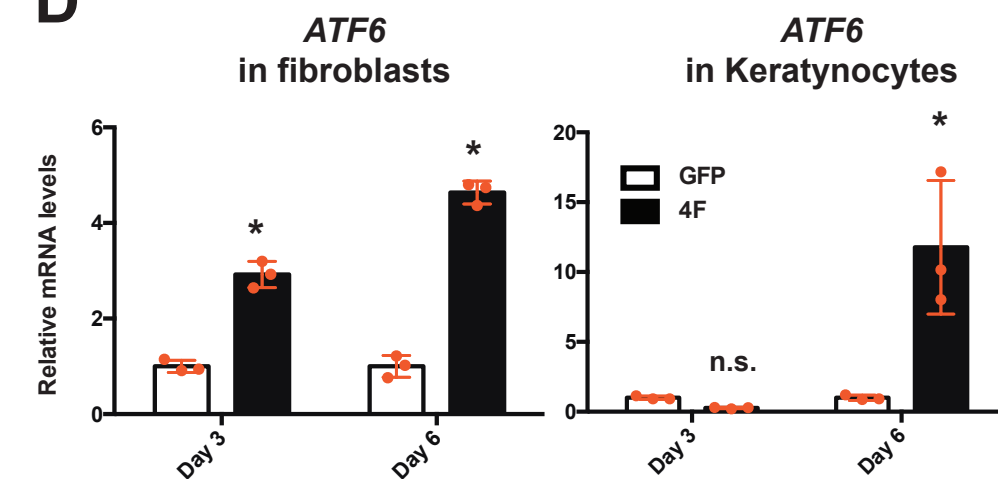 D
ATF6
in fibroblasts
Relative mRNA levels
6
4
2
0
*
*
Day 3
Day 6
ATF6
in Keratynocytes
20
15
10
5
0
GFP
4F
n.s.
*
Day 3
Day 6